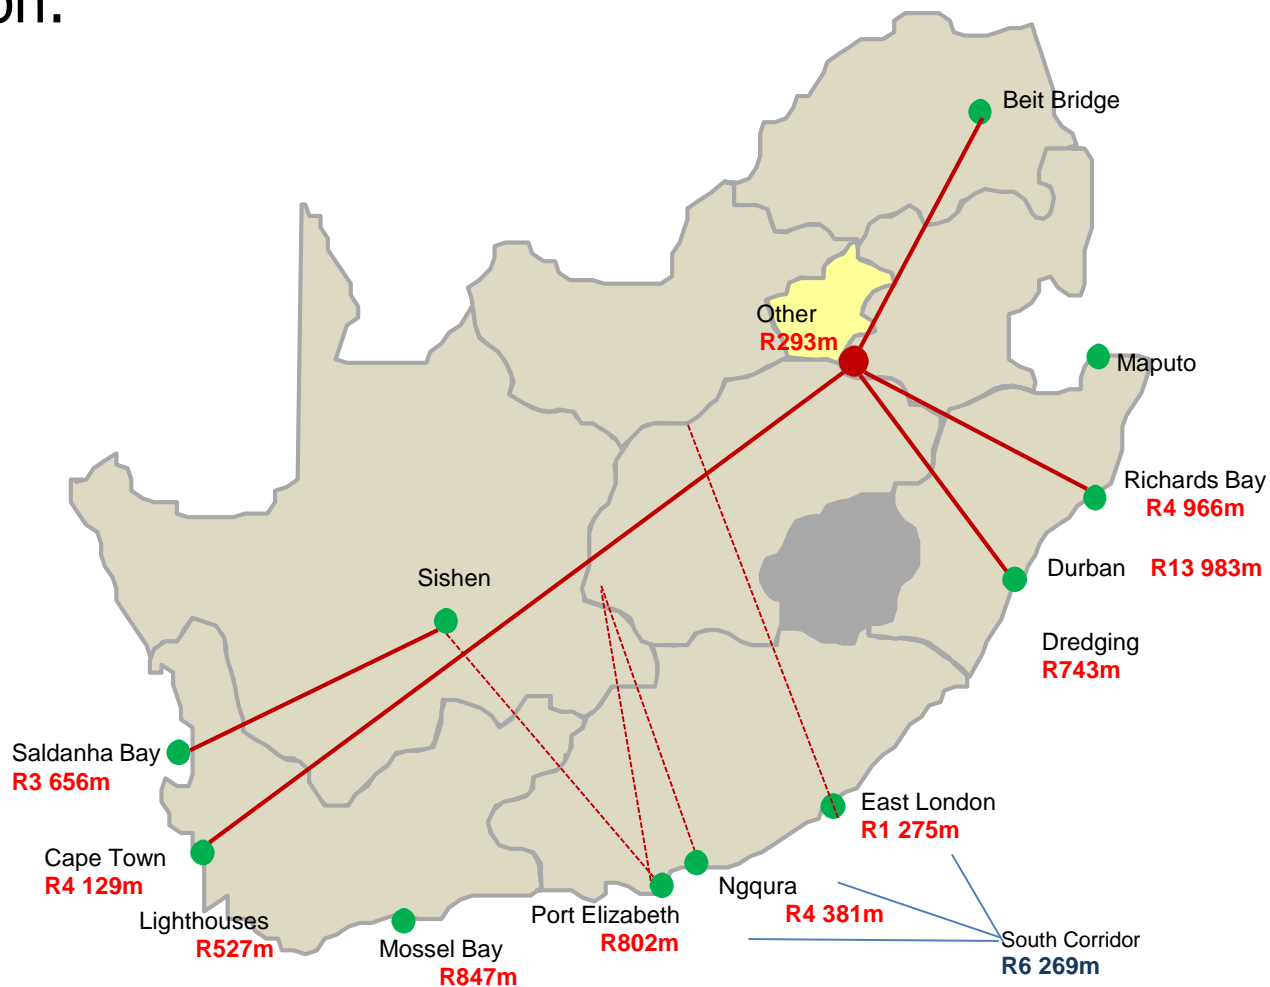 on.
Beit Bridge
Other
R293m
Maputo
Richards Bay
R4 966m
Durban R13 983m
Sishen
Dredging
R743m
Saldanha Bay
R3 656m
East London
R1 275m
Cape Town
R4 129m
Ngqura
R4 381m
Port Elizabeth
R802m
Lighthouses
R527m
Mossel Bay
R847m
South Corridor
R6 269m